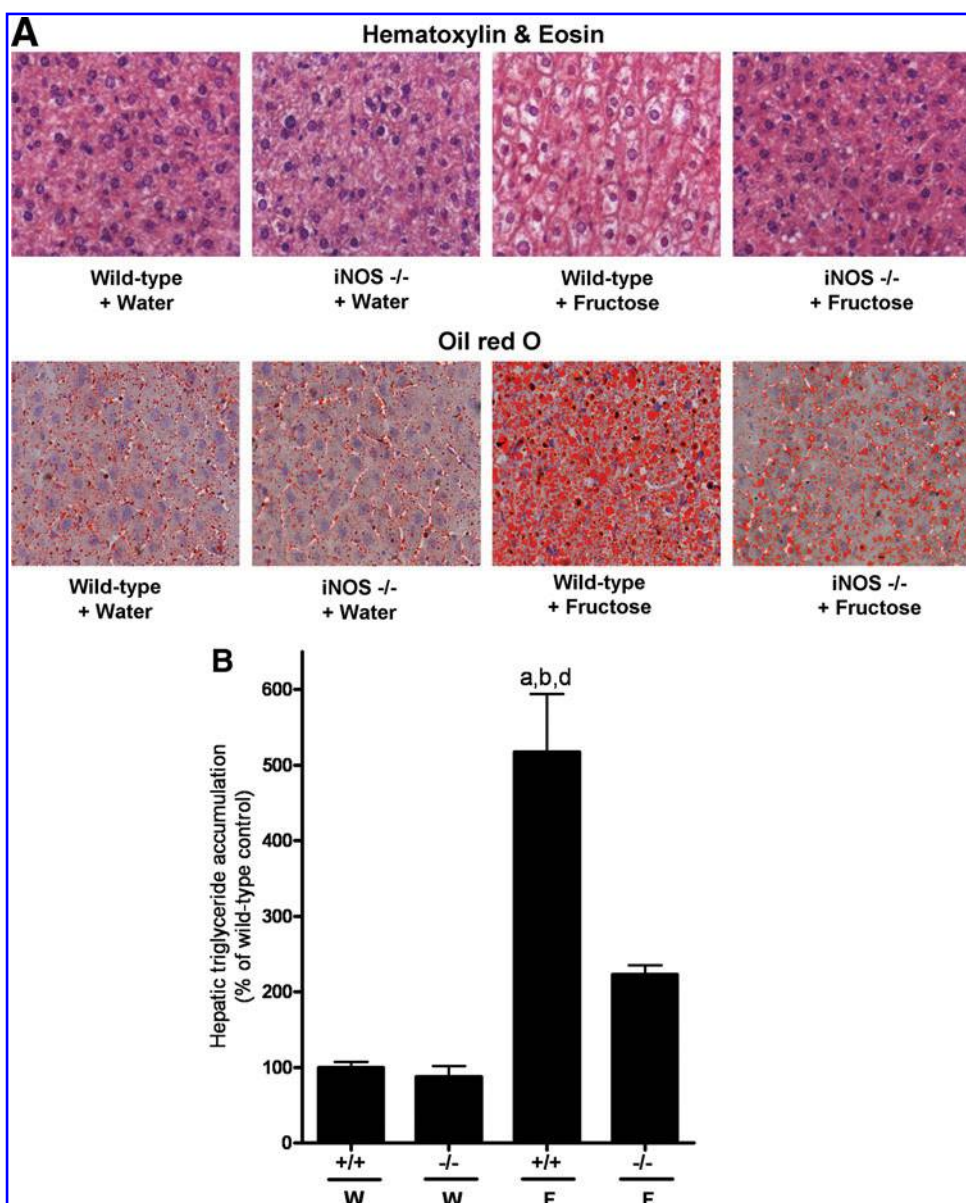 A
Hematoxylin & Eosin
Wild-type
+ Water
iNOS -/-
+ Water
Wild-type
+ Fructose
iNOS -/-
+ Fructose
Oil red O
Wild-type
+ Water
iNOS -/-
+ Water
Wild-type
+ Fructose
iNOS -/-
+ Fructose
B
Hepatic triglyceride accumulation
(% of wild-type control)
600
500
400
300
200
100
0
a,b,d
+/+ -/- +/+ -/-
W W F F